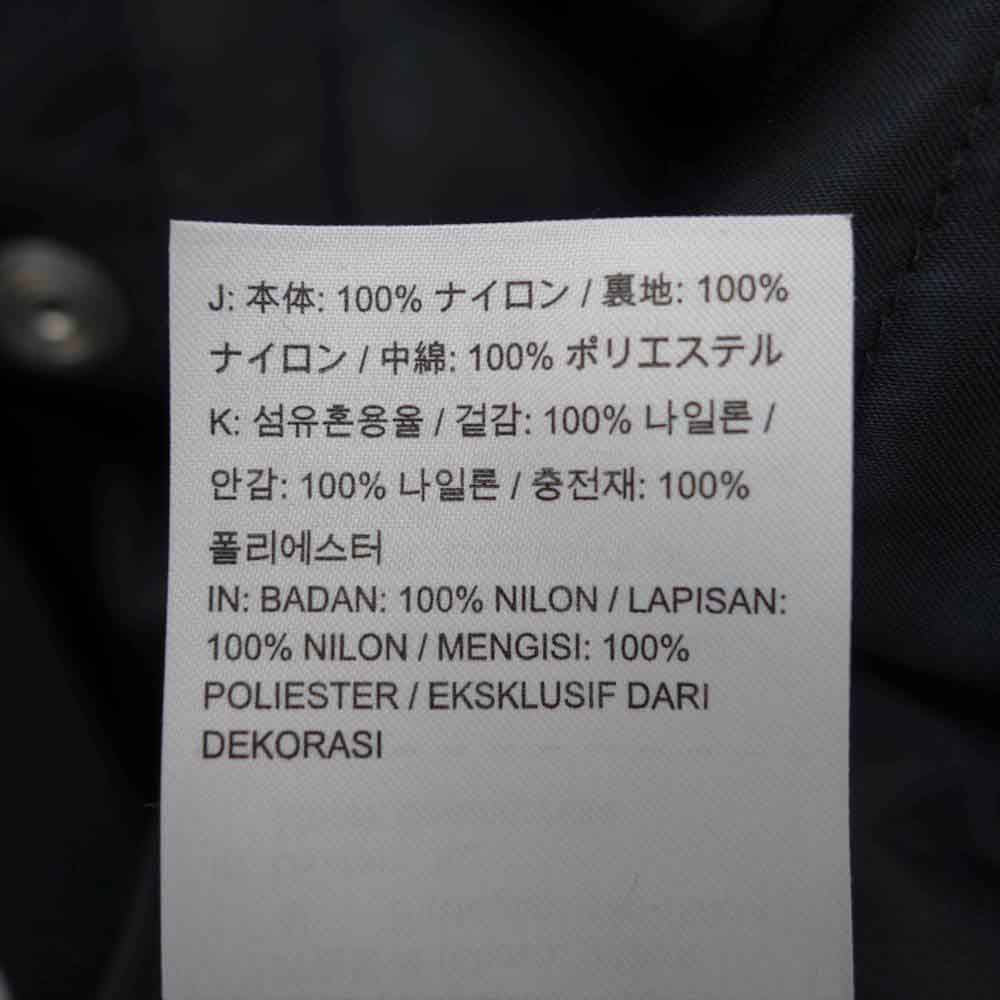 J: 本体: 100% ナイロン / 裏地: 100%
ナイロン / 中綿: 100% ポリエステル
K: 섬유혼용율 / 겉감: 100% 나일론 /
안감: 100% 나일론 / 충전재: 100%
폴리에스터
IN: BADAN: 100% NILON / LAPISAN:
100% NILON / MENGISI: 100%
POLIESTER / EKSKLUSIF DARI
DEKORASI